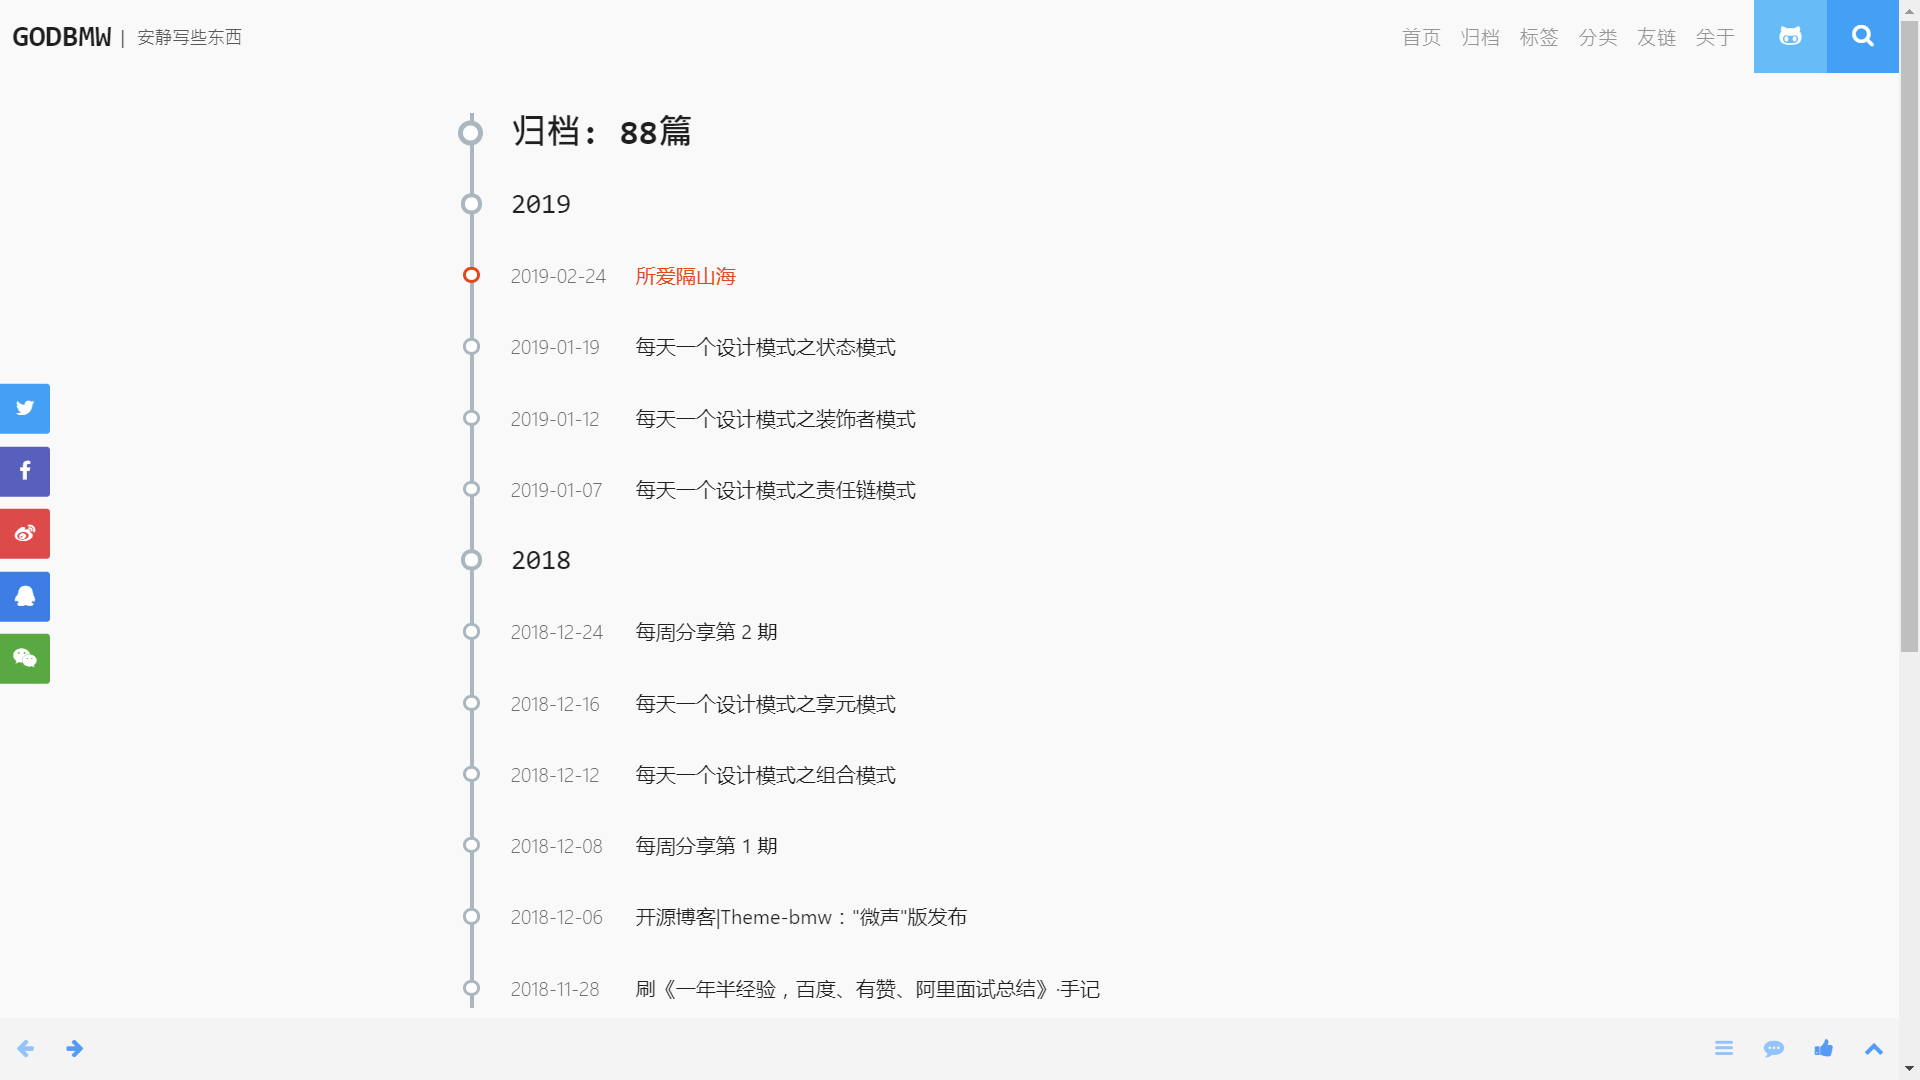 GODBMW | 安静写些东西
首页 归档 标签 分类 友链 关于
归档: 88篇
2019
2019-02-24 所爱隔山海
2019-01-19 每天一个设计模式之状态模式
2019-01-12 每天一个设计模式之装饰者模式
2019-01-07 每天一个设计模式之责任链模式
2018
2018-12-24 每周分享第 2 期
2018-12-16 每天一个设计模式之享元模式
2018-12-12 每天一个设计模式之组合模式
2018-12-08 每周分享第 1 期
2018-12-06 开源博客|Theme-bmw："微声"版发布
2018-11-28 刷《一年半经验，百度、有赞、阿里面试总结》·手记